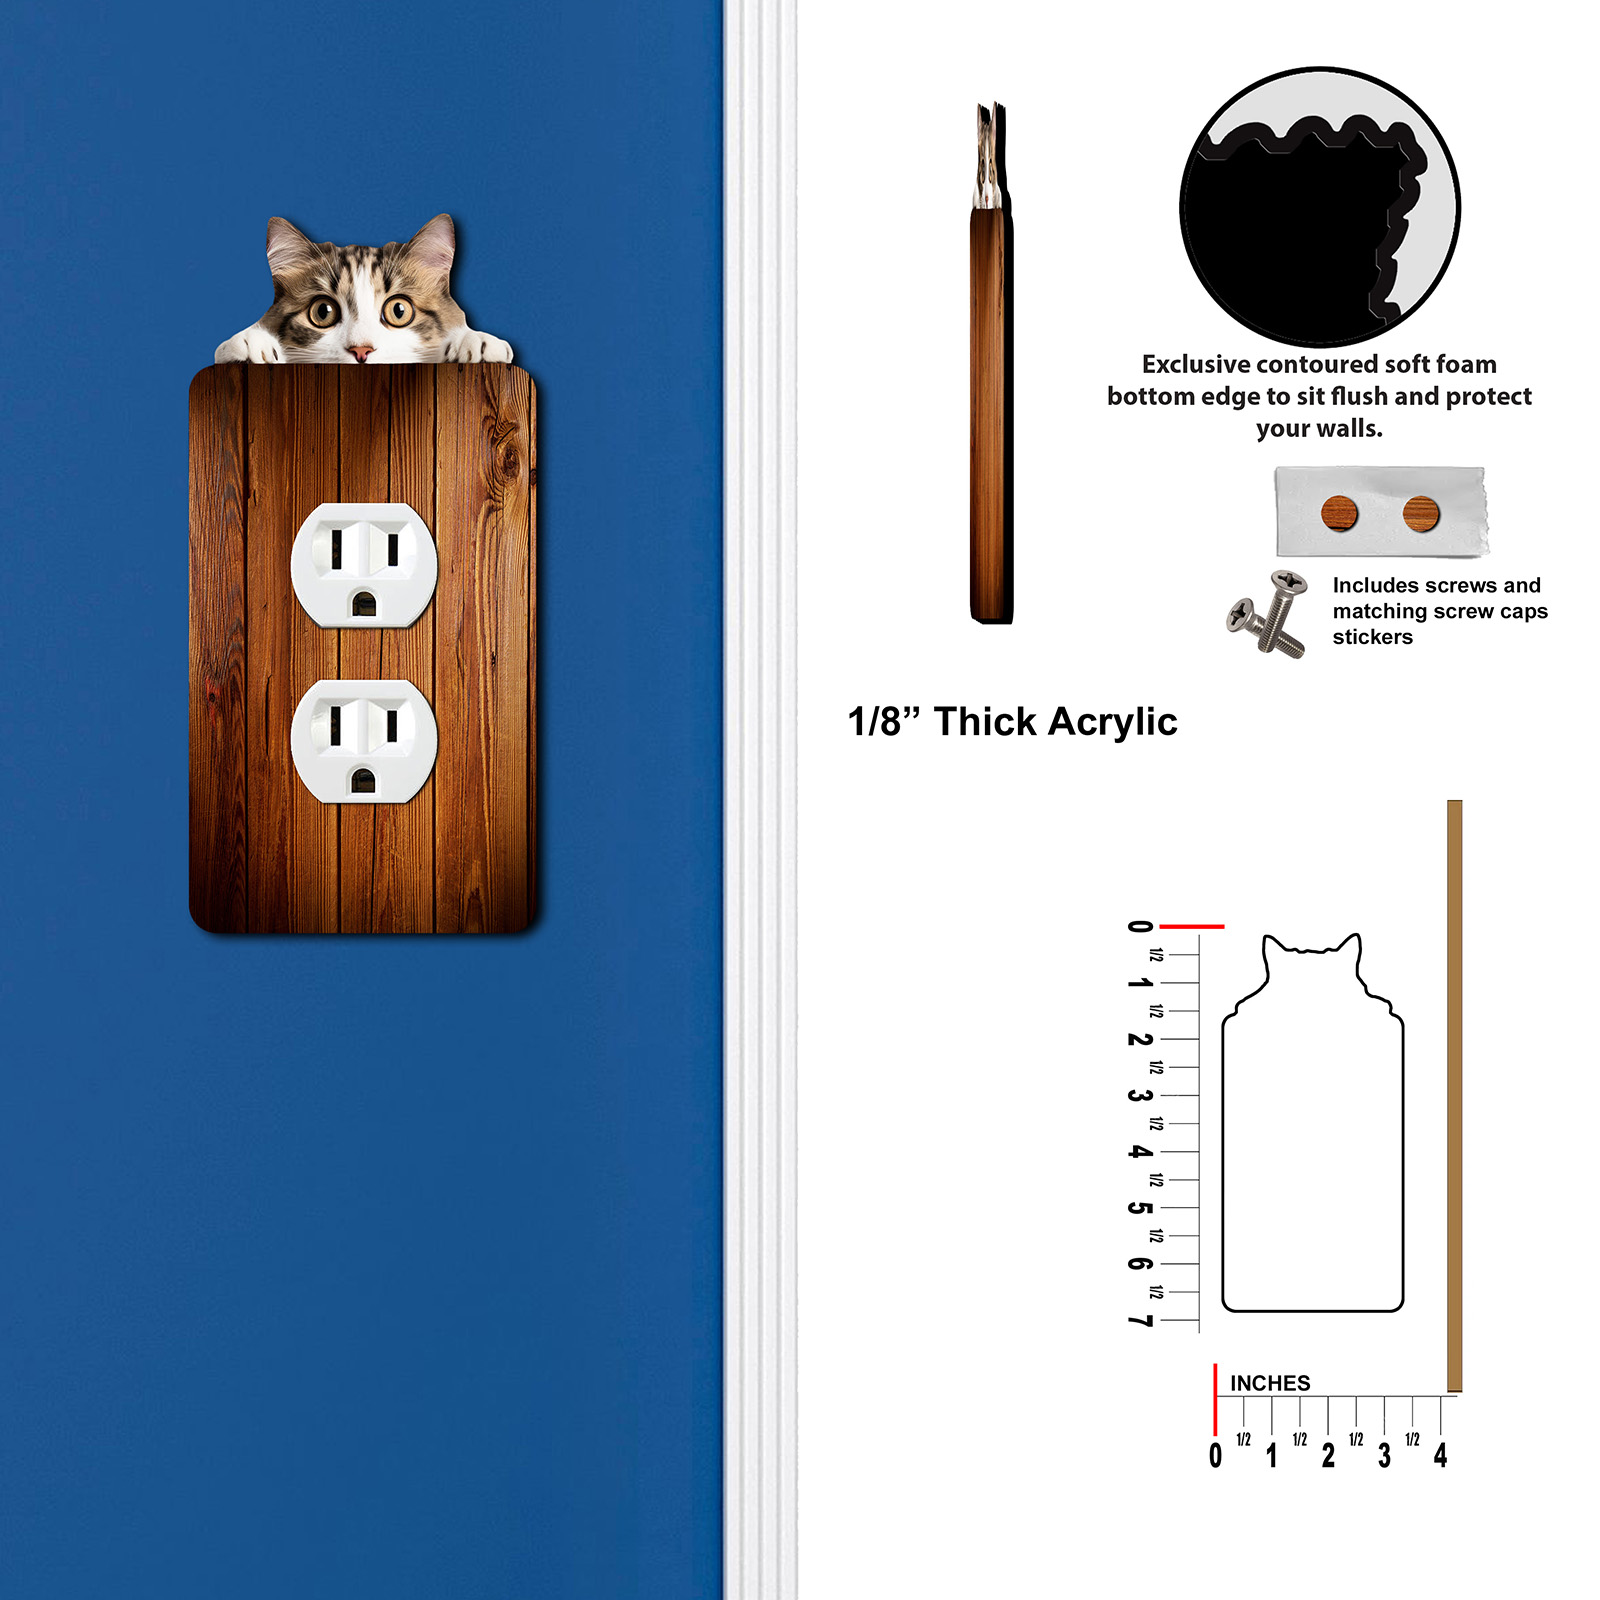 Exclusive contoured soft foam
bottom edge to sit flush and protect
your walls.
Includes screws and
matching screw caps
stickers
1/8” Thick Acrylic
0
1/2
1
1/2
2
1/2
3
1/2
4
1/2
5
1/2
6
1/2
7
INCHES
0 1/2 1 1/2 2 1/2 3 1/2 4